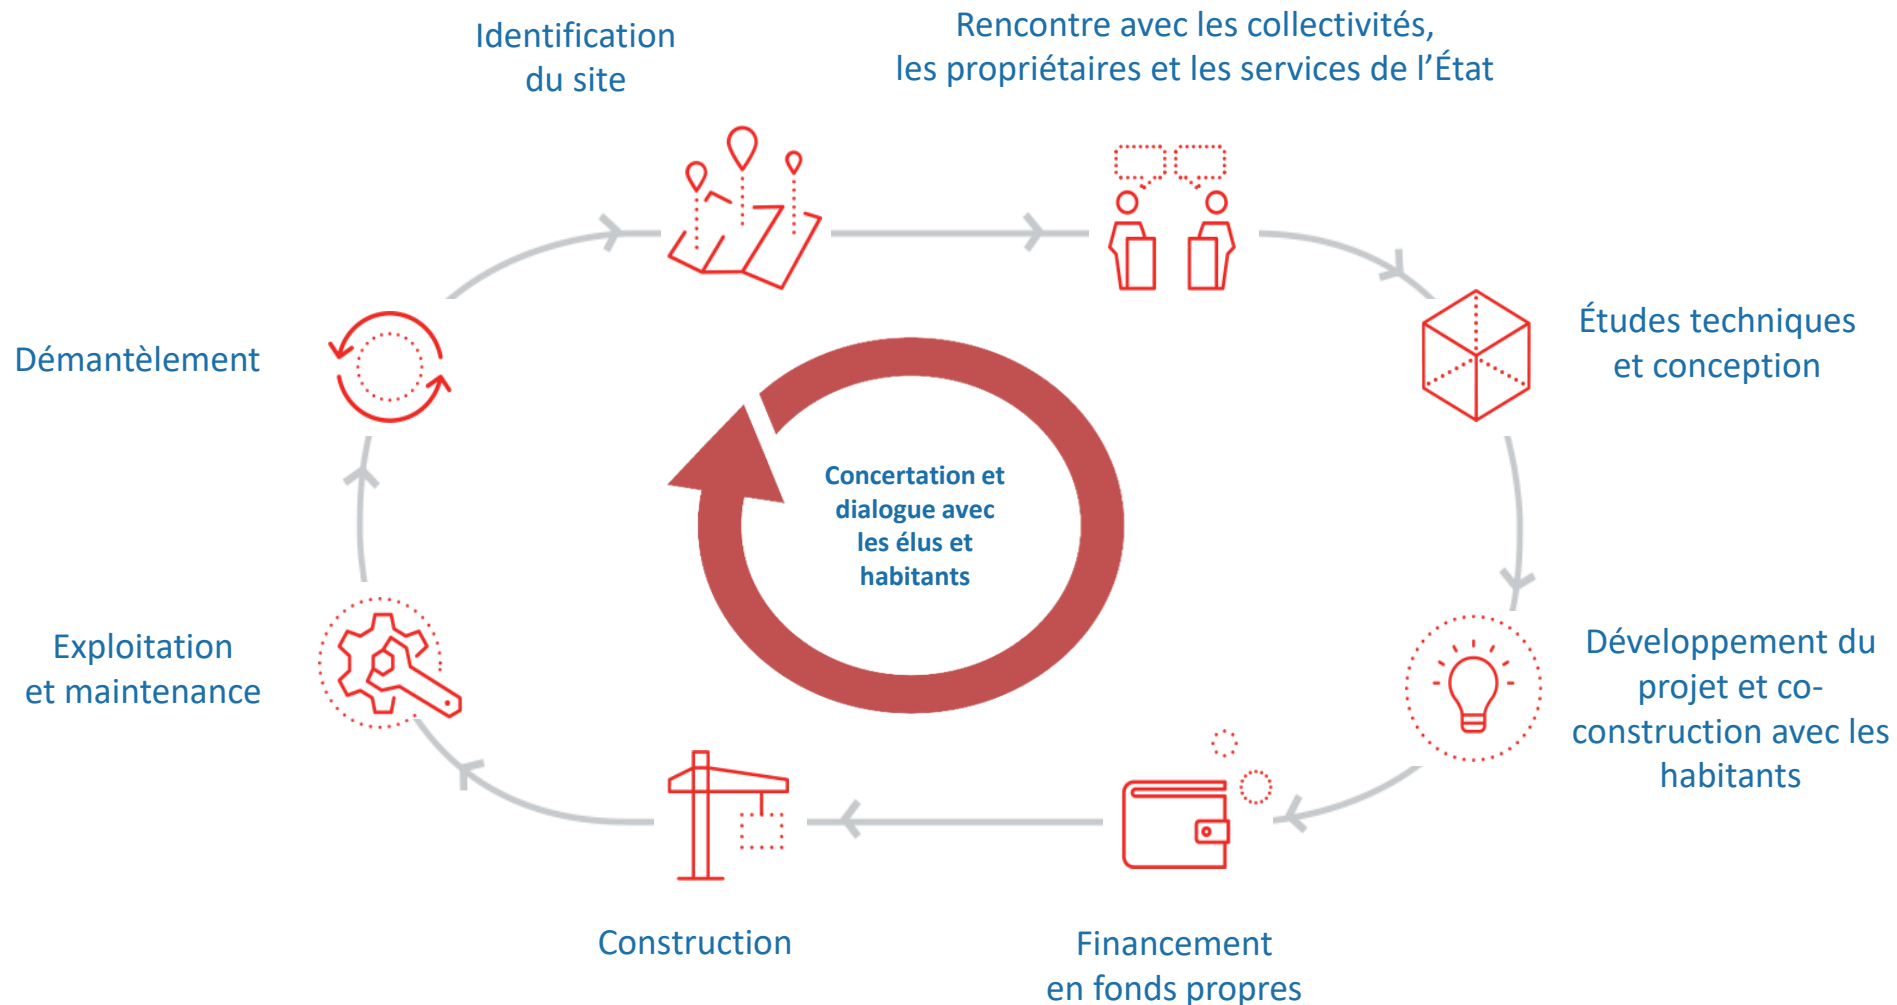 Identification
du site
Rencontre avec les collectivités,
les propriétaires et les services de l’État
Études techniques
et conception
Développement du
projet et co-
construction avec les
habitants
Financement
en fonds propres
Construction
Exploitation
et maintenance
Démantèlement
Concertation et
dialogue avec
les élus et
habitants